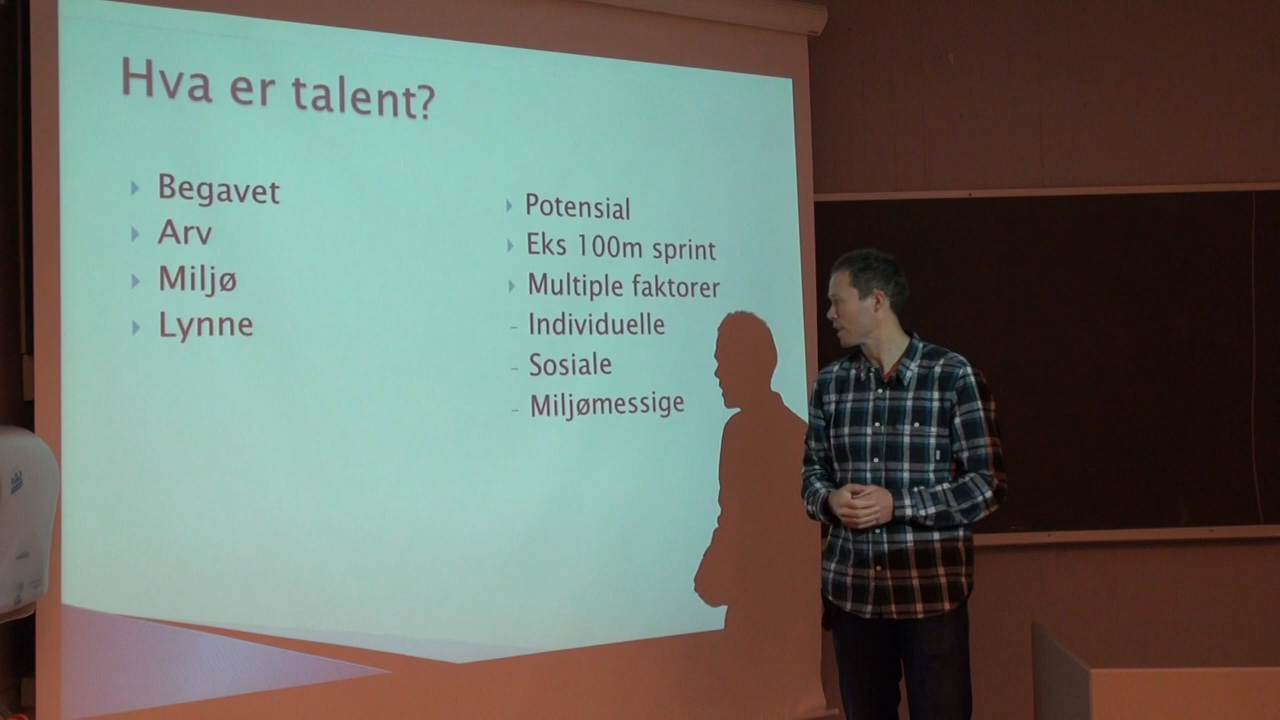 Hva er talent?
Begavet
Arv
Miljø
Lynne
Potensial
Eks 100m sprint
Multiple faktorer
- Individuelle
- Sosiale
- Miljømessige